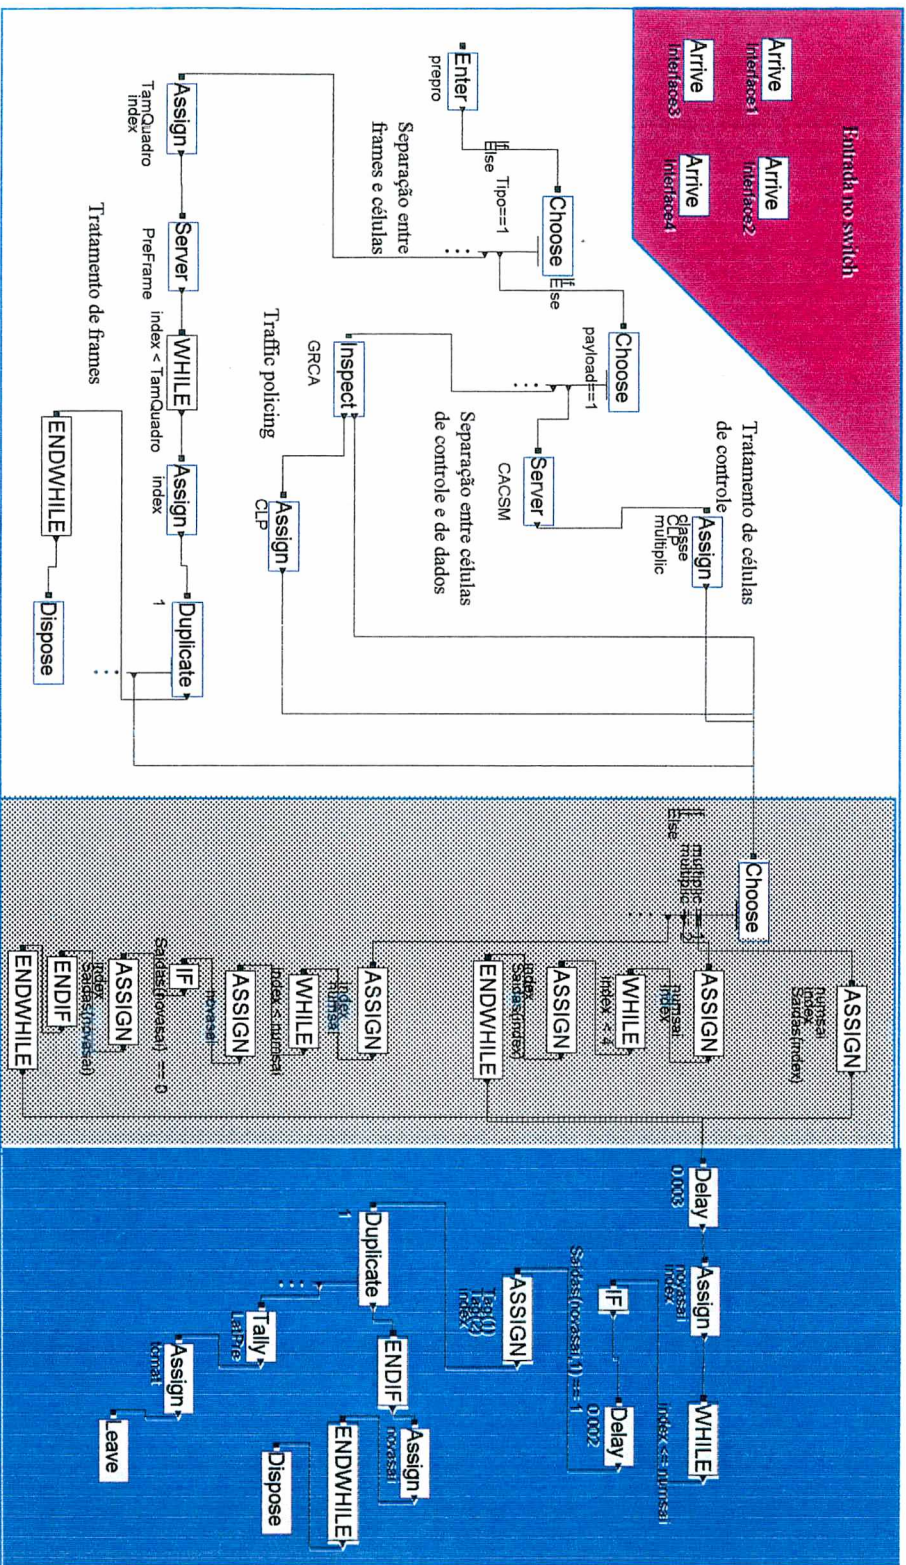 Entrada no switch
Arrive
Interface1
Arrive
Interface2
Arrive
Interface3
Arrive
Interface4
Enter
prepro
Choose
If
Else
Tipo==1
Separação entre
frames e células
Choose
If
Else
payload==1
Tratamento de células
de controle
Server
CACSM
Assign
classe
CLP
multiplic
Separação entre células
de controle e de dados
Inspect
GRCA
Assign
CLP
Traffic policing
Assign
TamQuadro
index
Server
PreFrame
WHILE
index < TamQuadro
Assign
index
Duplicate
1
ENDWHILE
Dispose
Tratamento de frames
Choose
If
If
Else
multiplic == 1
multiplic == 2
ASSIGN
numsai
index
Saidas(index)
ASSIGN
numsai
index
WHILE
index < 4
ASSIGN
index
Saidas(index)
ENDWHILE
ASSIGN
index
numsai
WHILE
index < numsai
ASSIGN
novasai
IF
Saidas(novasai) == 0
ASSIGN
index
Saidas(novasai)
ENDIF
ENDWHILE
Delay
0.003
Assign
novasai
index
WHILE
index <= numsai
IF
Saidas(novasai,1) == 1
Delay
0.002
ASSIGN
Tag(1)
Tag(2)
index
Duplicate
1
ENDIF
Assign
novasai
ENDWHILE
Dispose
Tally
LatPre
Assign
tomat
Leave